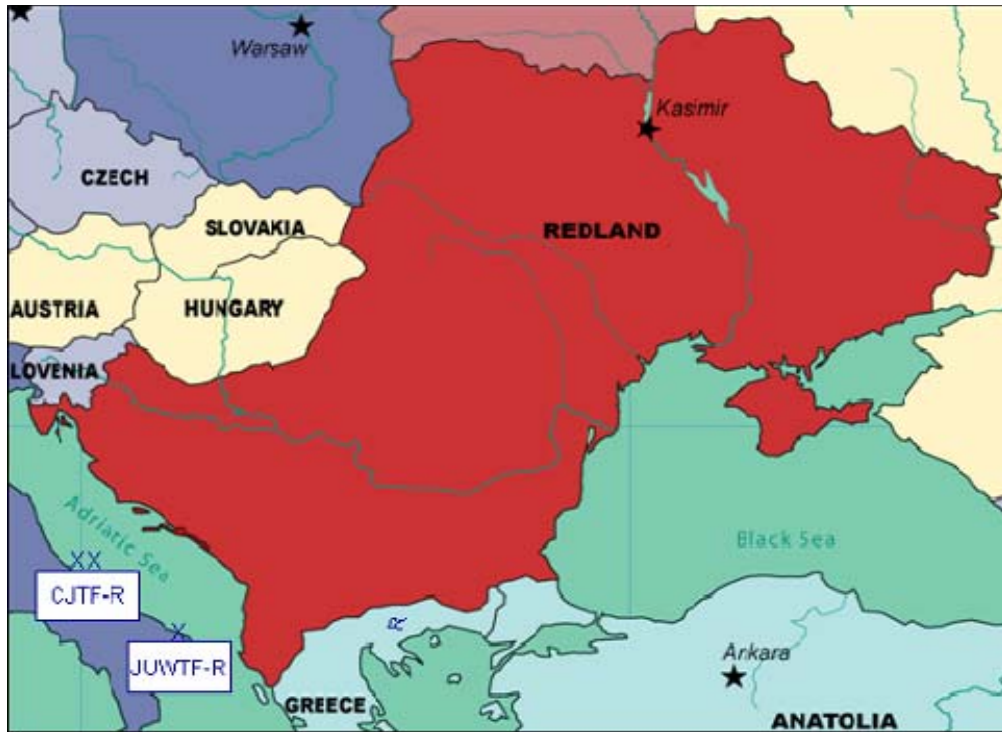 Warsaw
Kasimir
CZECH
SLOVAKIA
REDLAND
AUSTRIA
HUNGARY
LOVENIA
Adriatic Sea
Black Sea
XX
CJTF-R
X
JUWTF-R
Ankara
GREECE
ANATOLIA